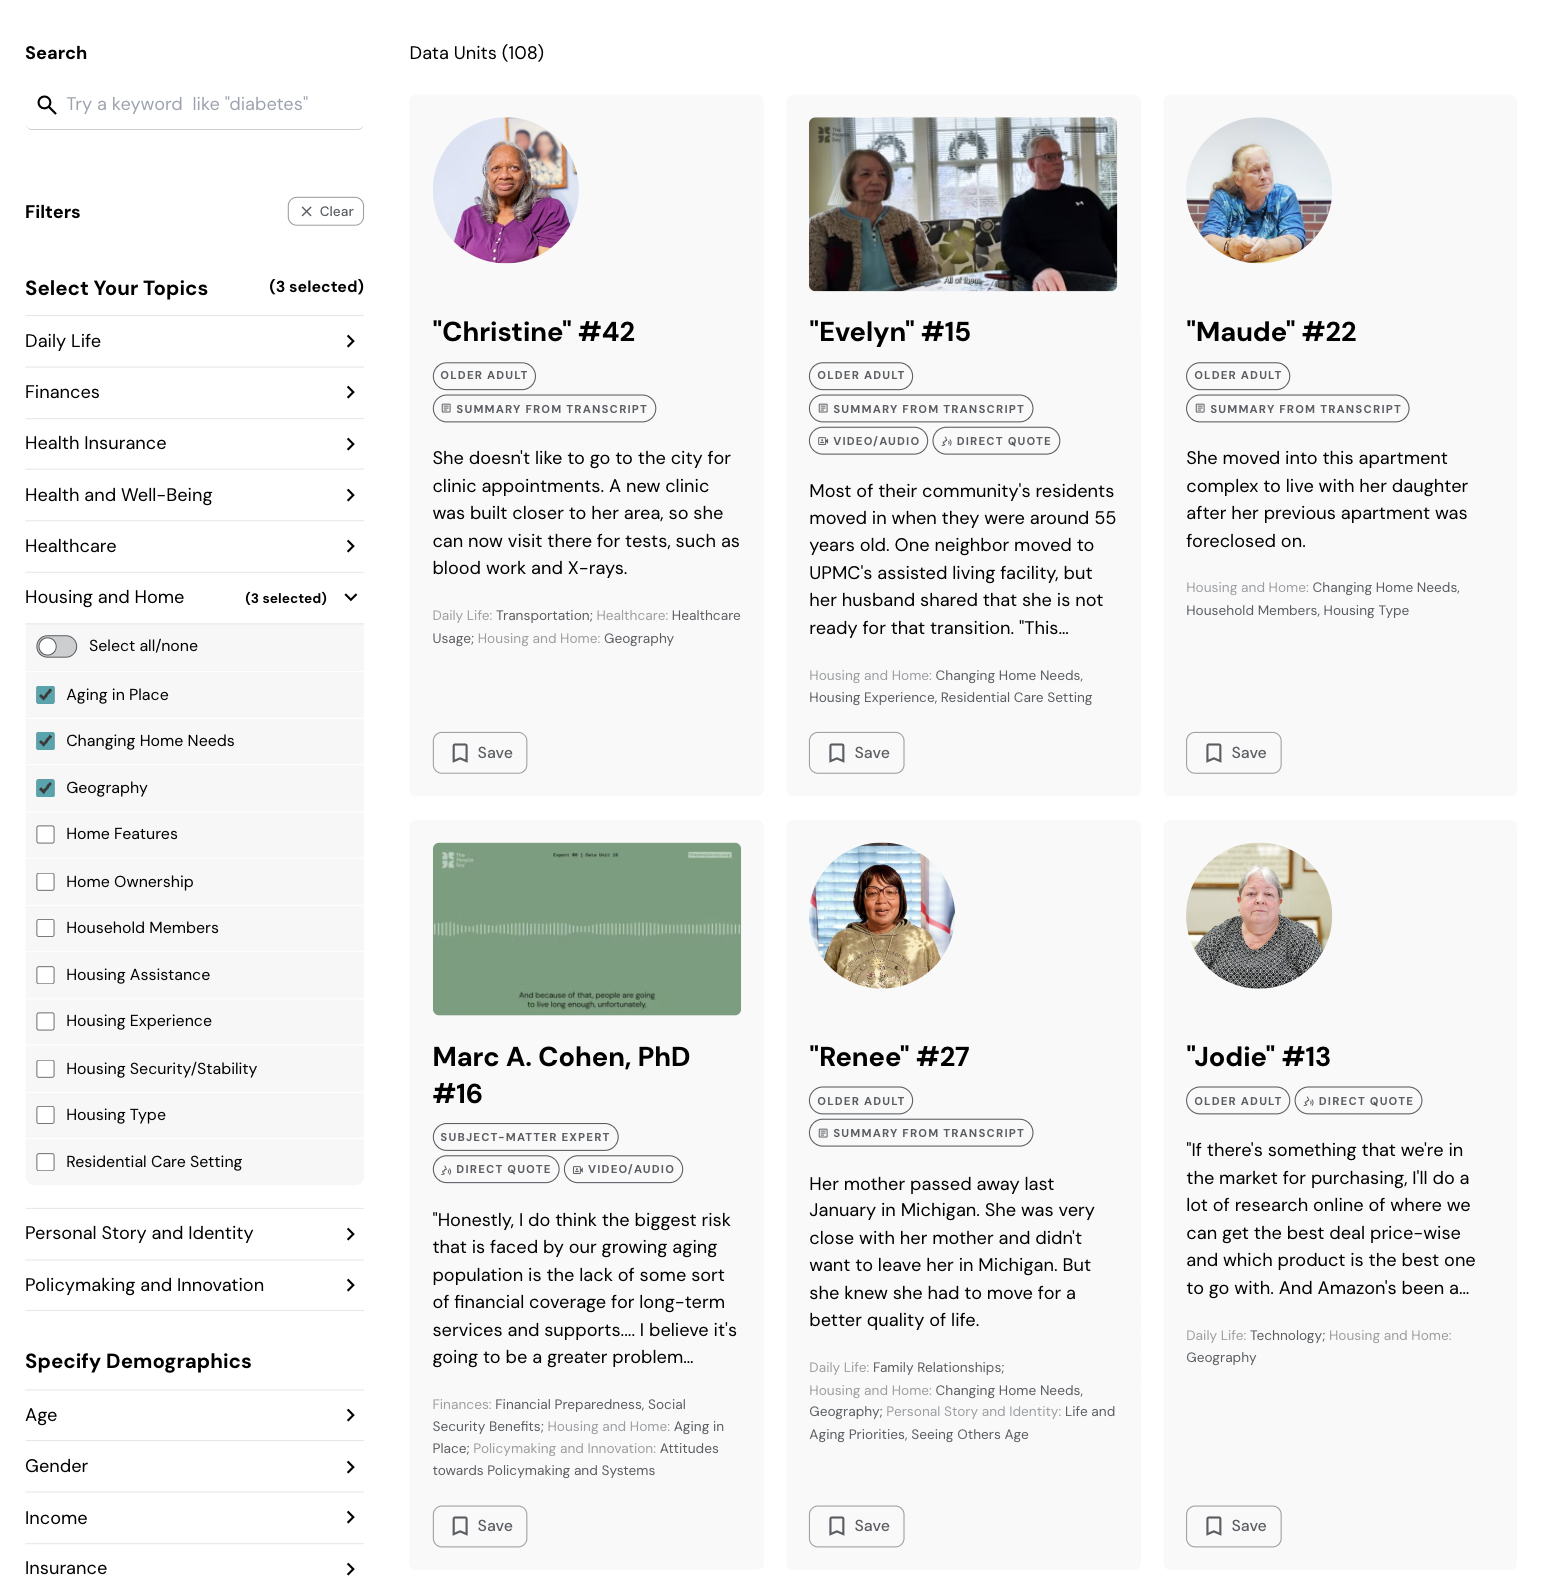 Search
Try a keyword like "diabetes"
Filters
Clear
Select Your Topics
(3 selected)
Daily Life
Finances
Health Insurance
Health and Well-Being
Healthcare
Housing and Home
(3 selected)
Select all/none
Aging in Place
Changing Home Needs
Geography
Home Features
Home Ownership
Household Members
Housing Assistance
Housing Experience
Housing Security/Stability
Housing Type
Residential Care Setting
Personal Story and Identity
Policymaking and Innovation
Specify Demographics
Age
Gender
Income
Insurance
Data Units (108)
"Christine" #42
OLDER ADULT
SUMMARY FROM TRANSCRIPT
She doesn't like to go to the city for
clinic appointments. A new clinic
was built closer to her area, so she
can now visit there for tests, such as
blood work and X-rays.
Daily Life: Transportation; Healthcare: Healthcare
Usage; Housing and Home: Geography
Save
All of them
"Evelyn" #15
OLDER ADULT
SUMMARY FROM TRANSCRIPT
VIDEO/AUDIO
DIRECT QUOTE
Most of their community's residents
moved in when they were around 55
years old. One neighbor moved to
UPMC's assisted living facility, but
her husband shared that she is not
ready for that transition. "This...
Housing and Home: Changing Home Needs,
Housing Experience, Residential Care Setting
Save
"Maude" #22
OLDER ADULT
SUMMARY FROM TRANSCRIPT
She moved into this apartment
complex to live with her daughter
after her previous apartment was
foreclosed on.
Housing and Home: Changing Home Needs,
Household Members, Housing Type
Save
And because of that, people are going
to live long enough, unfortunately,
Marc A. Cohen, PhD
#16
SUBJECT-MATTER EXPERT
DIRECT QUOTE
VIDEO/AUDIO
"Honestly, I do think the biggest risk
that is faced by our growing aging
population is the lack of some sort
of financial coverage for long-term
services and supports.... I believe it's
going to be a greater problem...
Finances: Financial Preparedness, Social
Security Benefits; Housing and Home: Aging in
Place; Policymaking and Innovation: Attitudes
towards Policymaking and Systems
Save
"Renee" #27
OLDER ADULT
SUMMARY FROM TRANSCRIPT
Her mother passed away last
January in Michigan. She was very
close with her mother and didn't
want to leave her in Michigan. But
she knew she had to move for a
better quality of life.
Daily Life: Family Relationships;
Housing and Home: Changing Home Needs,
Geography; Personal Story and Identity: Life and
Aging Priorities, Seeing Others Age
Save
"Jodie" #13
OLDER ADULT
DIRECT QUOTE
"If there's something that we're in
the market for purchasing, I'll do a
lot of research online of where we
can get the best deal price-wise
and which product is the best one
to go with. And Amazon's been a...
Daily Life: Technology; Housing and Home:
Geography
Save